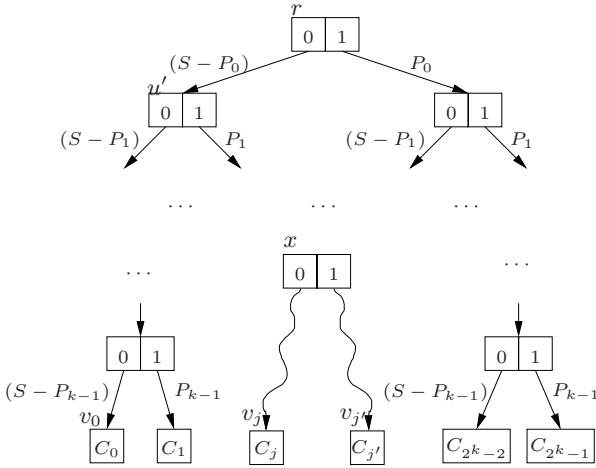 r
0 1
(S − P₀) P₀
u′
0 1 0 1
(S − P₁) P₁ (S − P₁) P₁
... ... ...
x
... 0 1 ...
0 1 0 1
(S − Pₖ₋₁) Pₖ₋₁ (S − Pₖ₋₁) Pₖ₋₁
v₀ vⱼ vⱼ′
C₀ C₁ Cⱼ Cⱼ′ C₂ᵏ₋₂ C₂ᵏ₋₁